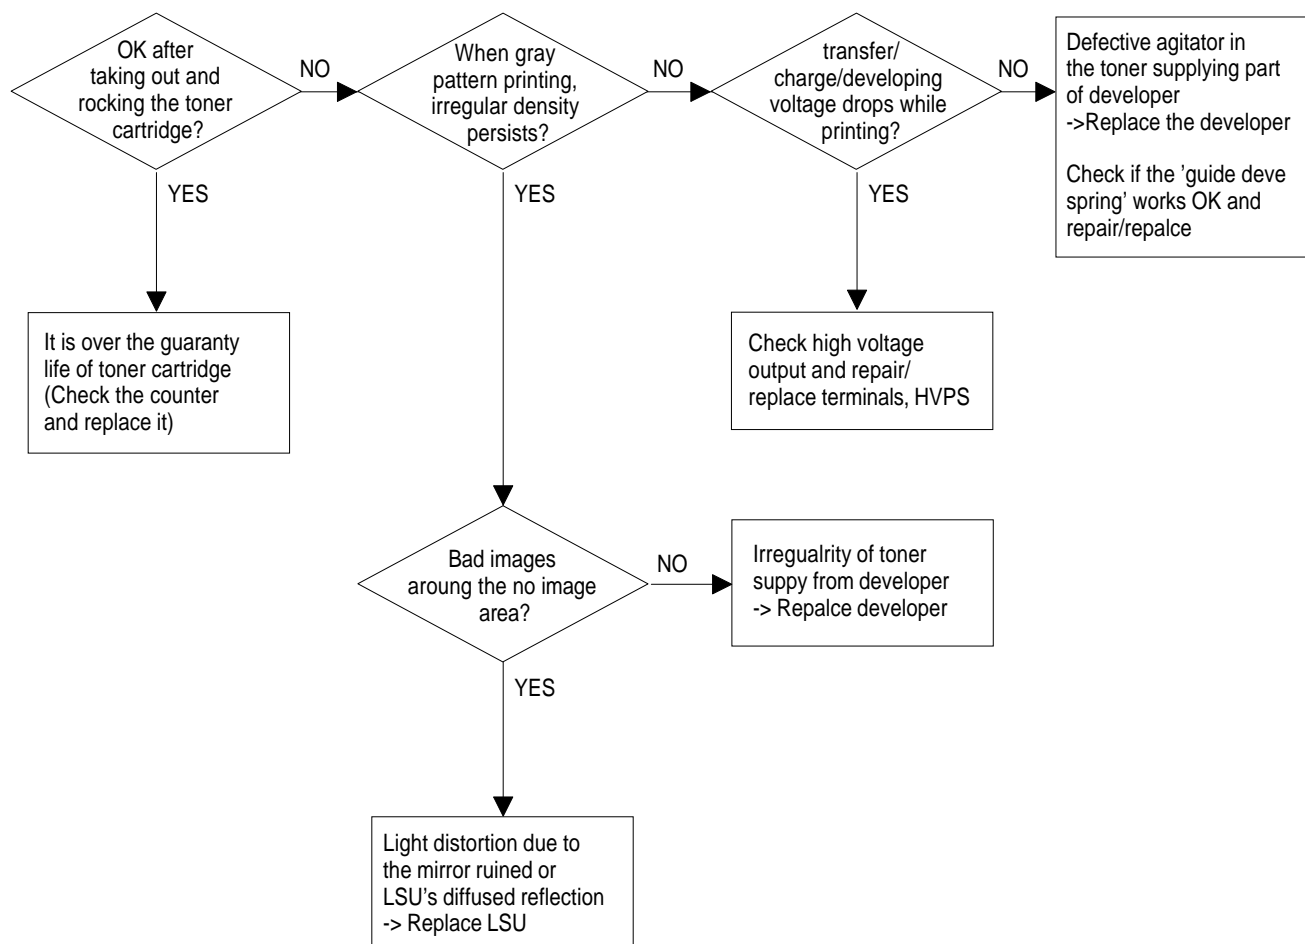 OK after
taking out and
rocking the toner
cartridge?
NO
YES
It is over the guaranty
life of toner cartridge
(Check the counter
and replace it)
When gray
pattern printing,
irregular density
persists?
NO
YES
transfer/
charge/developing
voltage drops while
printing?
NO
YES
Defective agitator in
the toner supplying part
of developer
->Replace the developer
Check if the ’guide deve
spring’ works OK and
repair/repalce
Check high voltage
output and repair/
replace terminals, HVPS
Bad images
aroung the no image
area?
NO
YES
Irregualrity of toner
suppy from developer
-> Repalce developer
Light distortion due to
the mirror ruined or
LSU’s diffused reflection
-> Replace LSU